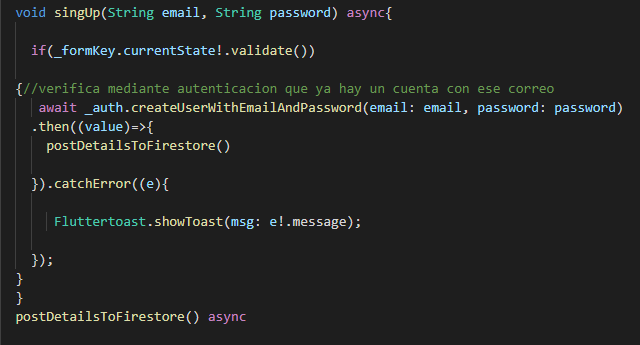 void singUp(String email, String password) async{
if(_formKey.currentState!.validate())
{//verifica mediante autenticacion que ya hay un cuenta con ese correo
await _auth.createUserWithEmailAndPassword(email: email, password: password)
.then((value)=>{
postDetailsToFirestore()
}).catchError((e){
Fluttertoast.showToast(msg: e!.message);
});
}
}
postDetailsToFirestore() async